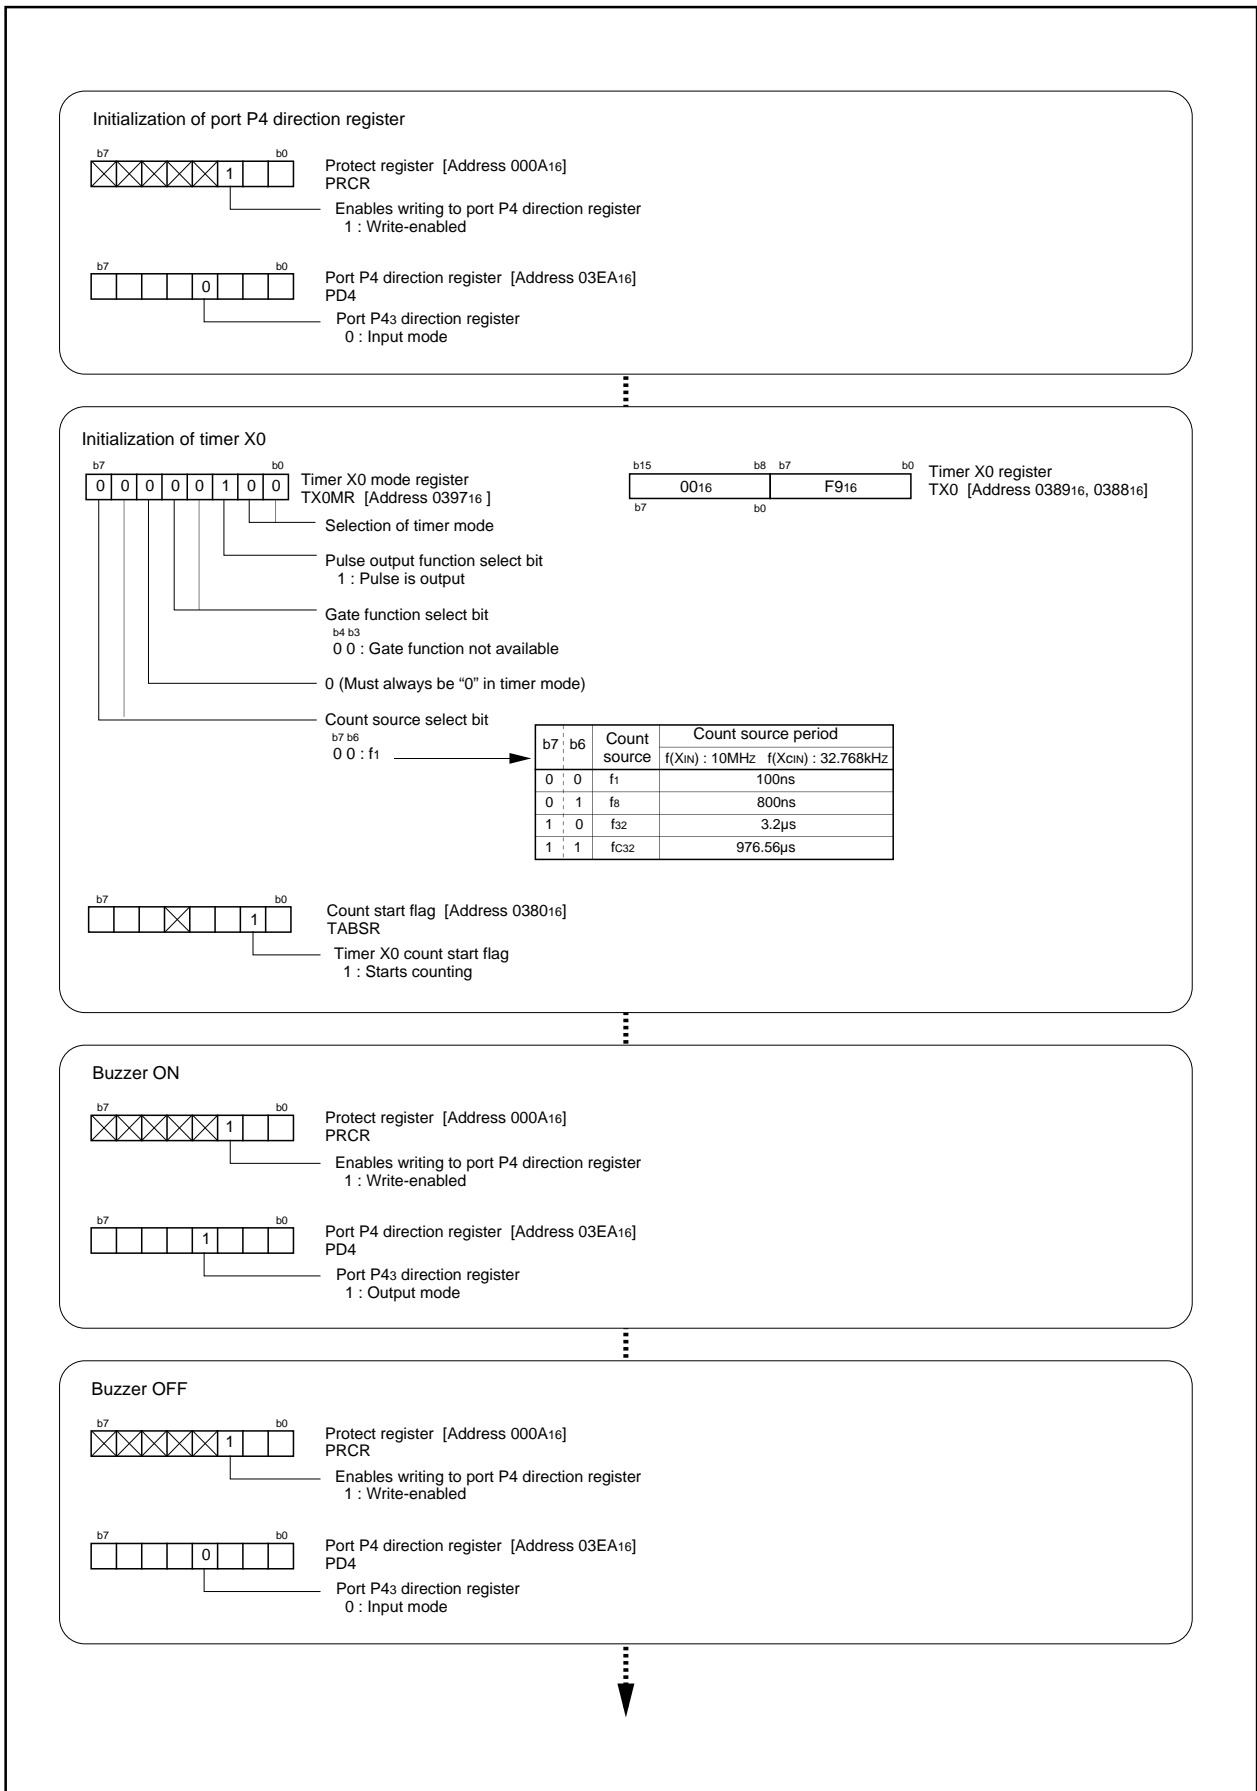 Initialization of port P4 direction register
b7 b0
1
Protect register [Address 000A16]
PRCR
Enables writing to port P4 direction register
1 : Write-enabled
b7 b0
0
Port P4 direction register [Address 03EA16]
PD4
Port P43 direction register
0 : Input mode
Initialization of timer X0
b7 b0
0 0 0 0 0 1 0 0
Timer X0 mode register
TX0MR [Address 039716 ]
Selection of timer mode
Pulse output function select bit
1 : Pulse is output
Gate function select bit
b4 b3
0 0 : Gate function not available
0 (Must always be “0” in timer mode)
Count source select bit
b7 b6
0 0 : f1
b15 b8 b7 b0
0016 F916
b7 b0
Timer X0 register
TX0 [Address 038916, 038816]
b7 b6 Count source Count source period
f(XIN) : 10MHz f(XCIN) : 32.768kHz
0 0 f1 100ns
0 1 f8 800ns
1 0 f32 3.2µs
1 1 fC32 976.56µs
b7 b0
1
Count start flag [Address 038016]
TABSR
Timer X0 count start flag
1 : Starts counting
Buzzer ON
b7 b0
1
Protect register [Address 000A16]
PRCR
Enables writing to port P4 direction register
1 : Write-enabled
b7 b0
1
Port P4 direction register [Address 03EA16]
PD4
Port P43 direction register
1 : Output mode
Buzzer OFF
b7 b0
1
Protect register [Address 000A16]
PRCR
Enables writing to port P4 direction register
1 : Write-enabled
b7 b0
0
Port P4 direction register [Address 03EA16]
PD4
Port P43 direction register
0 : Input mode